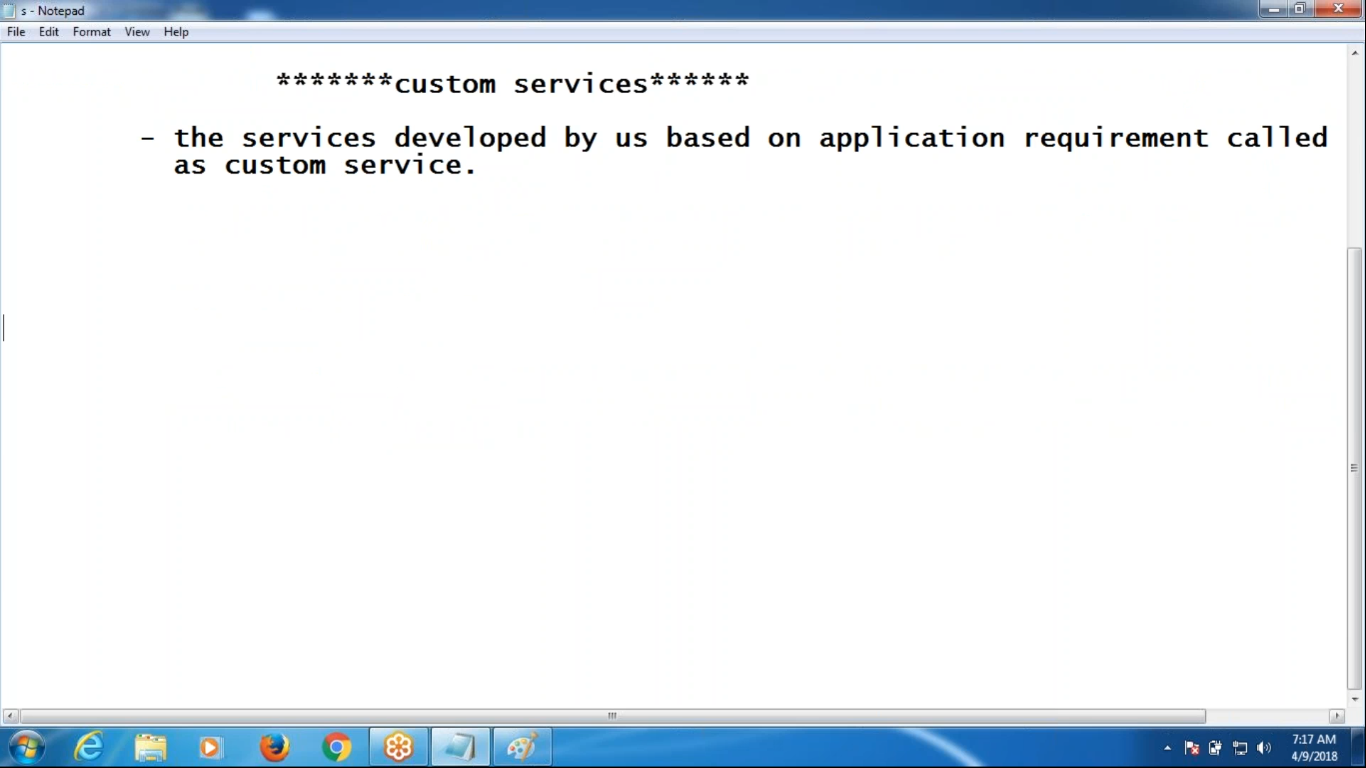 s - Notepad
File Edit Format View Help
*******custom services******
- the services developed by us based on application requirement called
as custom service.
7:17 AM
4/9/2018